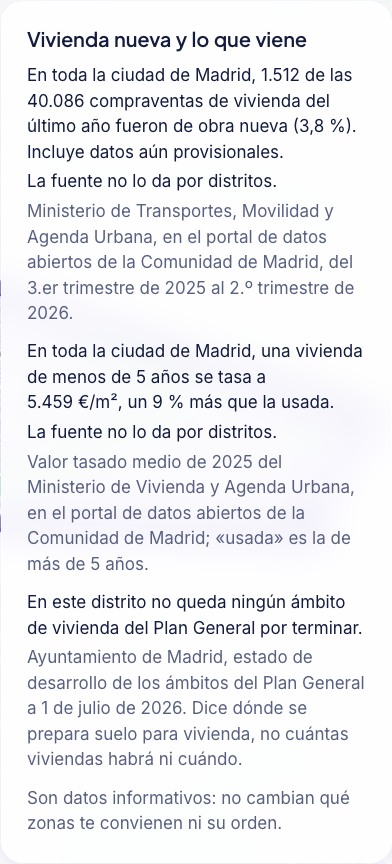 Vivienda nueva y lo que viene
En toda la ciudad de Madrid, 1.512 de las
40.086 compraventas de vivienda del
último año fueron de obra nueva (3,8 %).
Incluye datos aún provisionales.
La fuente no lo da por distritos.
Ministerio de Transportes, Movilidad y
Agenda Urbana, en el portal de datos
abiertos de la Comunidad de Madrid, del
3.er trimestre de 2025 al 2.º trimestre de
2026.
En toda la ciudad de Madrid, una vivienda
de menos de 5 años se tasa a
5.459 €/m², un 9 % más que la usada.
La fuente no lo da por distritos.
Valor tasado medio de 2025 del
Ministerio de Vivienda y Agenda Urbana,
en el portal de datos abiertos de la
Comunidad de Madrid; «usada» es la de
más de 5 años.
En este distrito no queda ningún ámbito
de vivienda del Plan General por terminar.
Ayuntamiento de Madrid, estado de
desarrollo de los ámbitos del Plan General
a 1 de julio de 2026. Dice dónde se
prepara suelo para vivienda, no cuántas
viviendas habrá ni cuándo.
Son datos informativos: no cambian qué
zonas te convienen ni su orden.